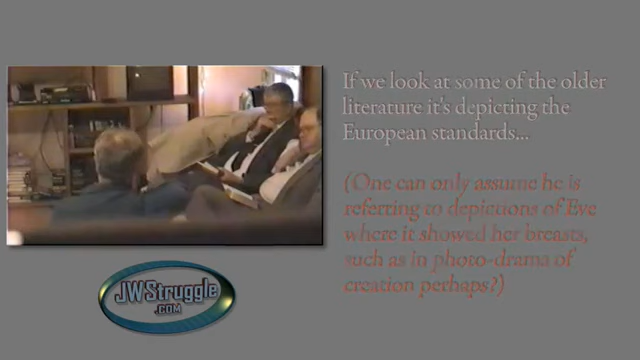 If we look at some of the older
literature it's depicting the
European standards...
(One can only assume he is
referring to depictions of Eve
where it showed her breasts,
such as in photo-drama of
creation perhaps?)
JWStruggle
.COM